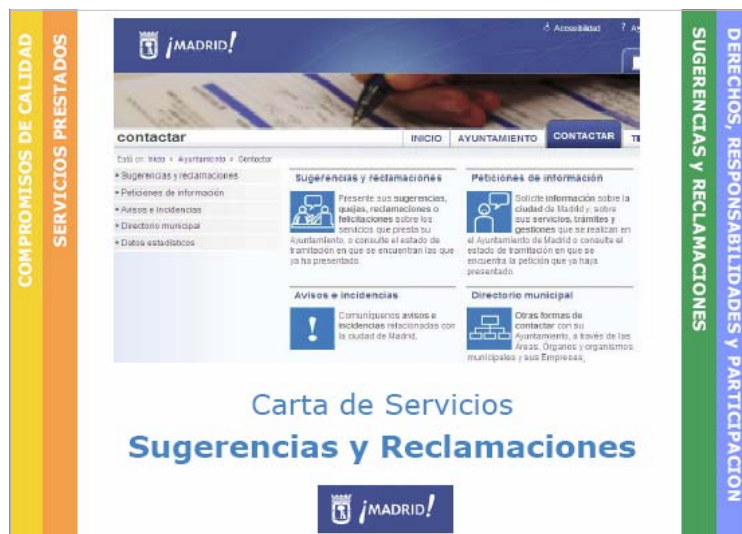 COMPROMISOS DE CALIDAD
SERVICIOS PRESTADOS
¡MADRID!
Accesibilidad ?
contactar
INICIO AYUNTAMIENTO CONTACTAR
Está en: Inicio Ayuntamiento Contactar
Sugerencias y reclamaciones
Peticiones de información
Avisos e incidencias
Directorio municipal
Datos estadísticos
Sugerencias y reclamaciones
Presente sus sugerencias,
quejas, reclamaciones o
felicitaciones sobre los
servicios que presta su
Ayuntamiento, o consulte el estado de
tramitación en que se encuentran las que
ya ha presentado.
Peticiones de información
Solicite información sobre la
ciudad de Madrid y, sobre
sus servicios, trámites y
gestiones que se realizan en
el Ayuntamiento de Madrid o consulte el
estado de tramitación en que se
encuentra la petición que ya haya
presentado.
Avisos e incidencias
Comuníquenos avisos e
incidencias relacionadas con
la ciudad de Madrid.
Directorio municipal
Otras formas de
contactar con su
Ayuntamiento, a través de las
Áreas, Órganos y organismos
municipales y sus Empresas,
Carta de Servicios
Sugerencias y Reclamaciones
¡MADRID!
SUGERENCIAS y RECLAMACIONES
DERECHOS, RESPONSABILIDADES y PARTICIPACIÓN